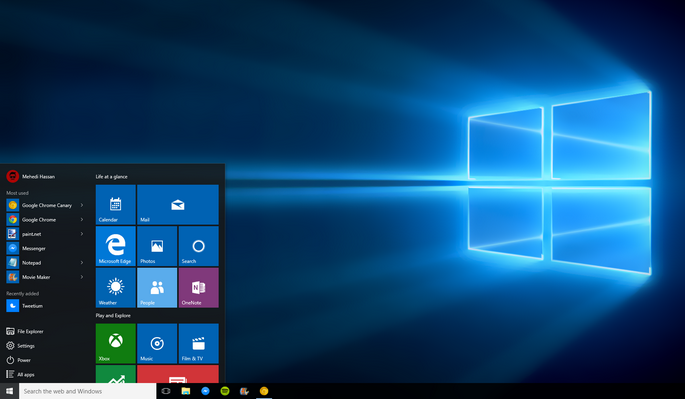 Mehedi Hassan
Most used
Google Chrome Canary
Google Chrome
paint.net
Messenger
Notepad
Movie Maker
Recently added
Tweetium
File Explorer
Settings
Power
All apps
Life at a glance
Calendar
Mail
Microsoft Edge
Photos
Search
Weather
People
OneNote
Play and Explore
Xbox
Music
Film & TV
Search the web and Windows